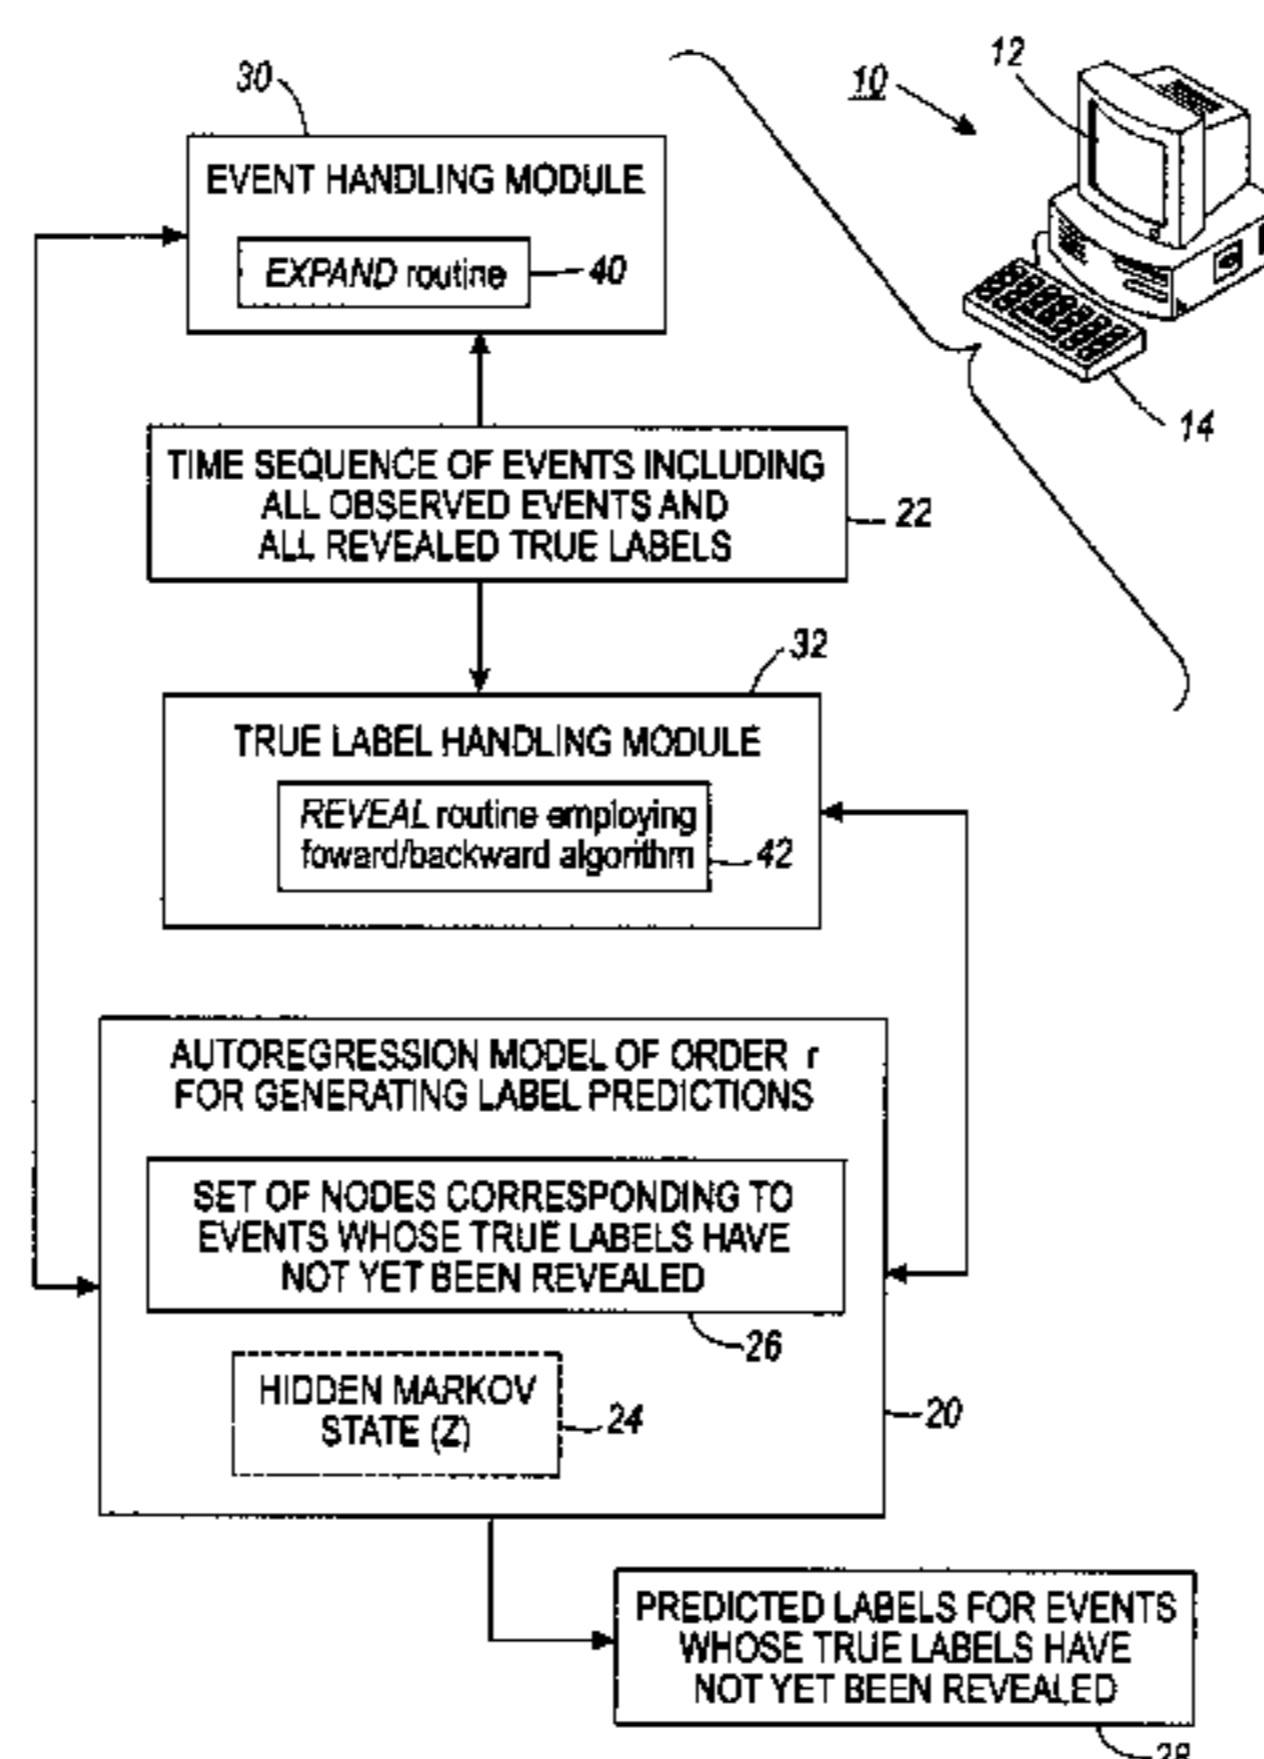 30
10
12
EVENT HANDLING MODULE
EXPAND routine
40
14
TIME SEQUENCE OF EVENTS INCLUDING
ALL OBSERVED EVENTS AND
ALL REVEALED TRUE LABELS
22
32
TRUE LABEL HANDLING MODULE
REVEAL routine employing
foward/backward algorithm
42
AUTOREGRESSION MODEL OF ORDER r
FOR GENERATING LABEL PREDICTIONS
SET OF NODES CORRESPONDING TO
EVENTS WHOSE TRUE LABELS HAVE
NOT YET BEEN REVEALED
26
HIDDEN MARKOV
STATE (Z)
24
20
PREDICTED LABELS FOR EVENTS
WHOSE TRUE LABELS HAVE
NOT YET BEEN REVEALED
28